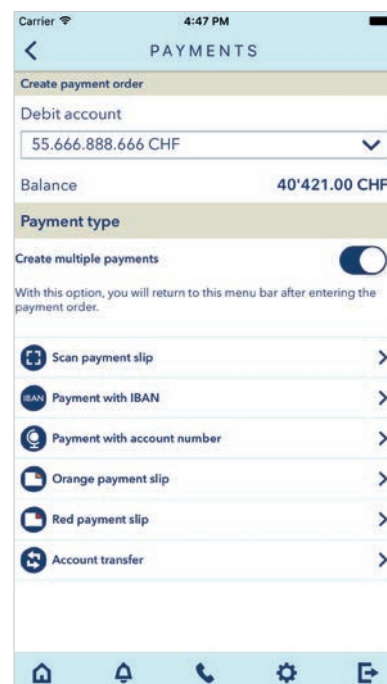 Carrier 4:47 PM
PAYMENTS
Create payment order
Debit account
55.666.888.666 CHF
Balance 40'421.00 CHF
Payment type
Create multiple payments
With this option, you will return to this menu bar after entering the
payment order.
Scan payment slip
IBAN Payment with IBAN
Payment with account number
Orange payment slip
Red payment slip
Account transfer